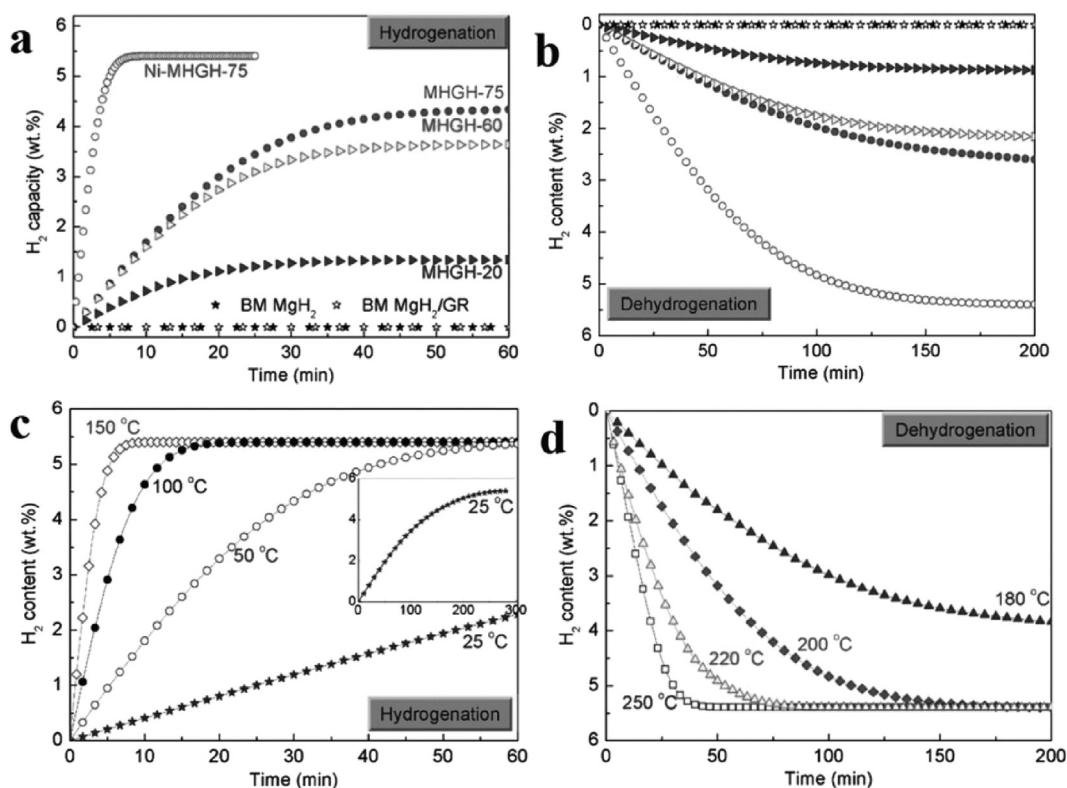 a
Hydrogenation
H₂ capacity (wt.%)
6
5
4
3
2
1
0
Ni-MHGH-75
MHGH-75
MHGH-60
MHGH-20
★ BM MgH₂ ☆ BM MgH₂/GR
0 10 20 30 40 50 60
Time (min)
b
H₂ content (wt.%)
0
1
2
3
4
5
6
Dehydrogenation
0 50 100 150 200
Time (min)
c
H₂ content (wt.%)
6
5
4
3
2
1
0
150 °C
100 °C
50 °C
25 °C
6
4
2
0
25 °C
0 50 100 150 200 250 300
Hydrogenation
0 10 20 30 40 50 60
Time (min)
d
Dehydrogenation
H₂ content (wt.%)
0
1
2
3
4
5
6
180 °C
200 °C
220 °C
250 °C
0 50 100 150 200
Time (min)